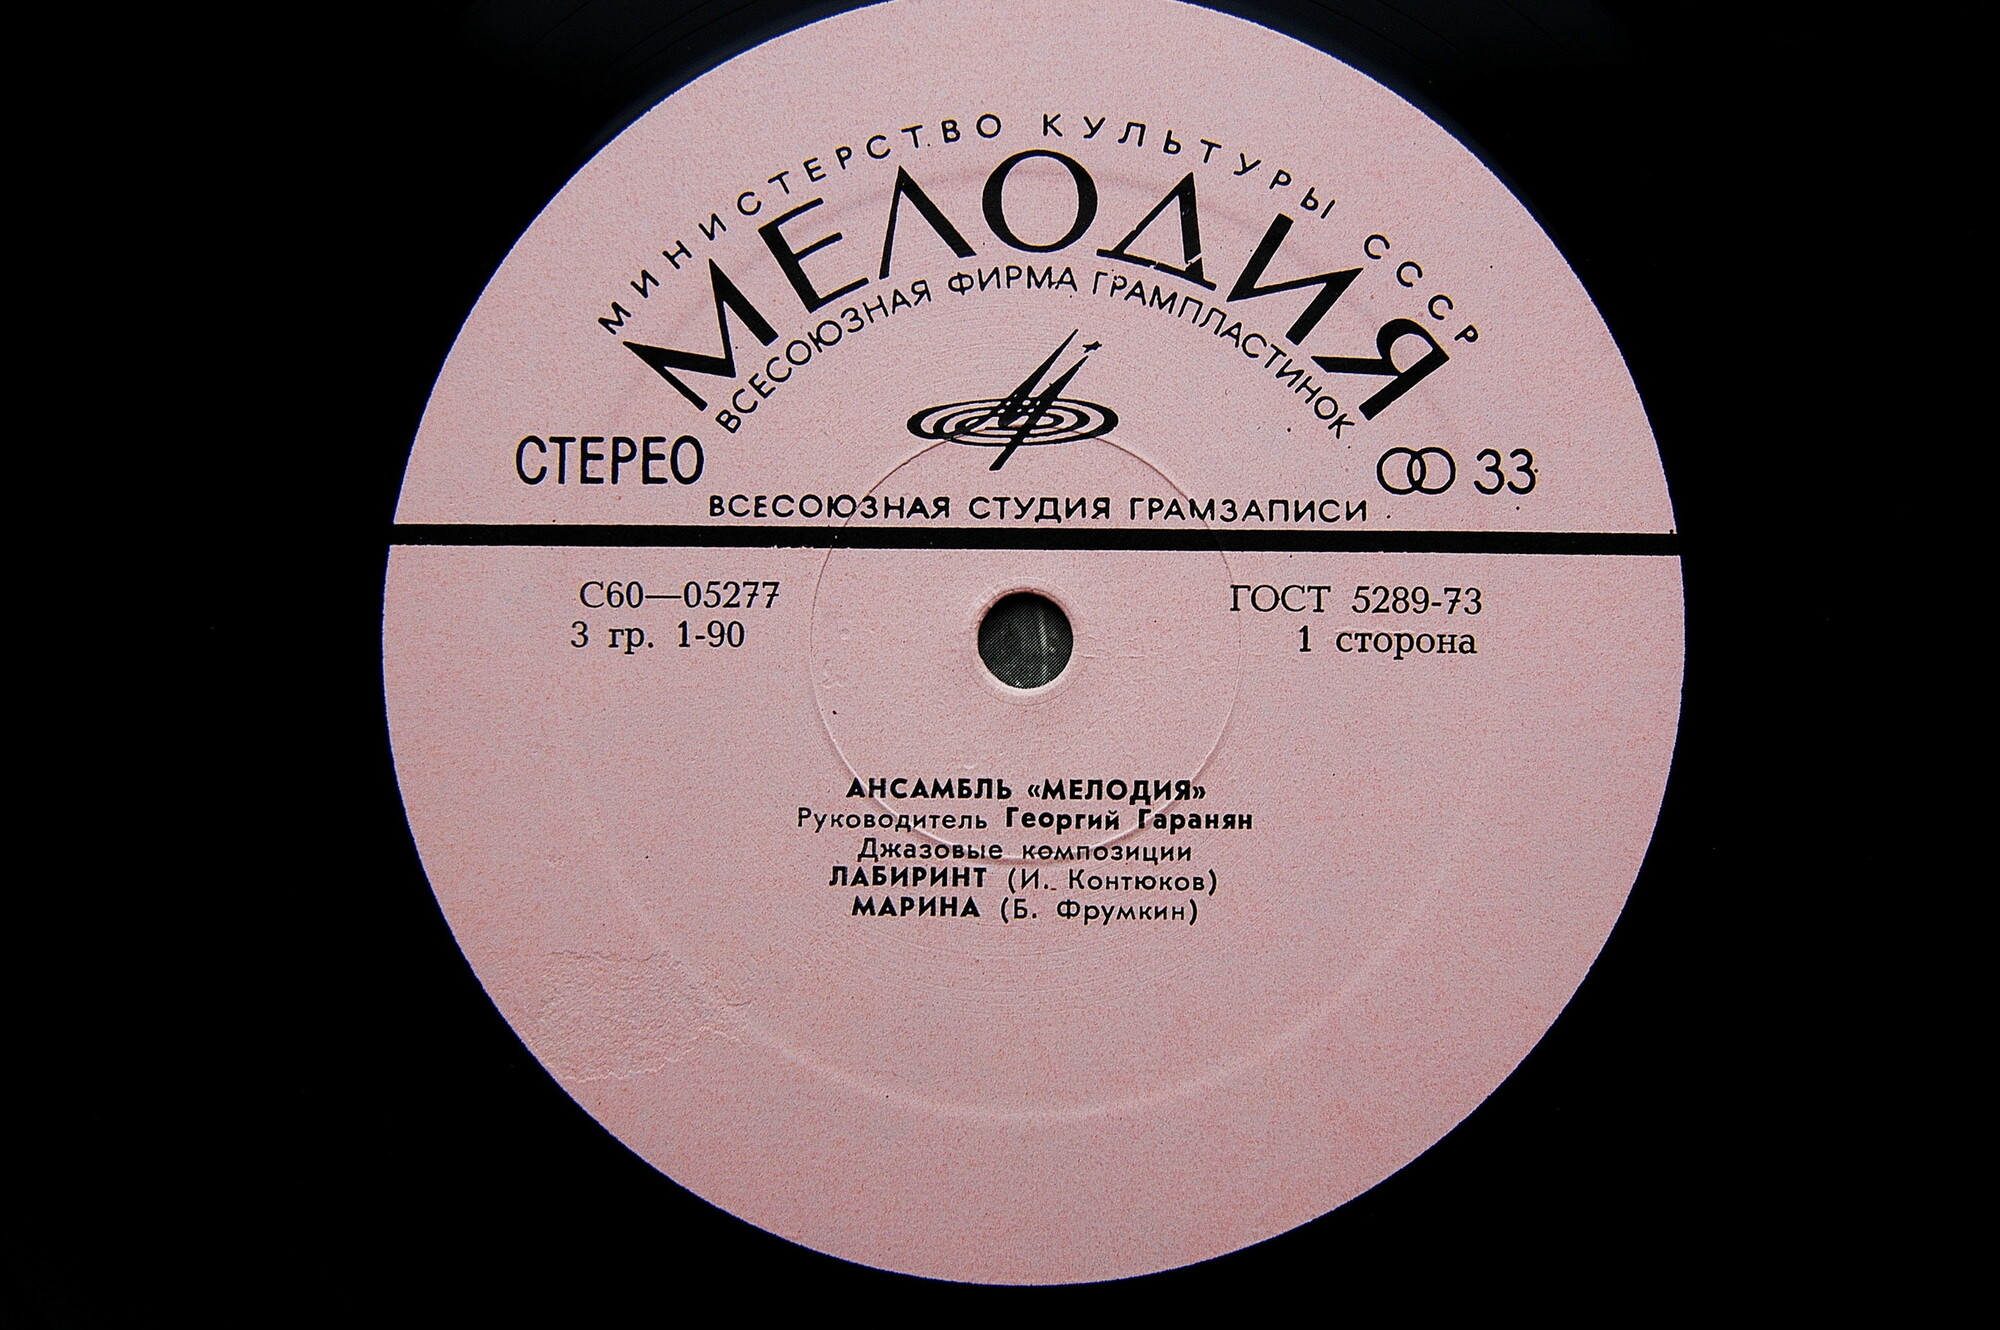 МИНИСТЕРСТВО КУЛЬТУРЫ СССР
МЕЛОДИЯ
ВСЕСОЮЗНАЯ ФИРМА ГРАМПЛАСТИНОК
СТЕРЕО
33
ВСЕСОЮЗНАЯ СТУДИЯ ГРАМЗАПИСИ
С60—05277
ГОСТ 5289-73
3 гр. 1-90
1 сторона
АНСАМБЛЬ «МЕЛОДИЯ»
Руководитель Георгий Гаранян
Джазовые композиции
ЛАБИРИНТ (И. Контюков)
МАРИНА (Б. Фрумкин)